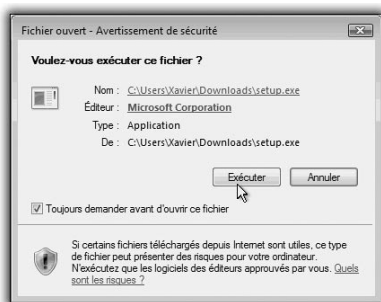 Fichier ouvert - Avertissement de sécurité
Voulez-vous exécuter ce fichier ?
Nom : C:\Users\Xavier\Downloads\setup.exe
Éditeur : Microsoft Corporation
Type : Application
De : C:\Users\Xavier\Downloads\setup.exe
Exécuter Annuler
Toujours demander avant d'ouvrir ce fichier
Si certains fichiers téléchargés depuis Internet sont utiles, ce type
de fichier peut présenter des risques pour votre ordinateur.
N'exécutez que les logiciels des éditeurs approuvés par vous. Quels
sont les risques ?